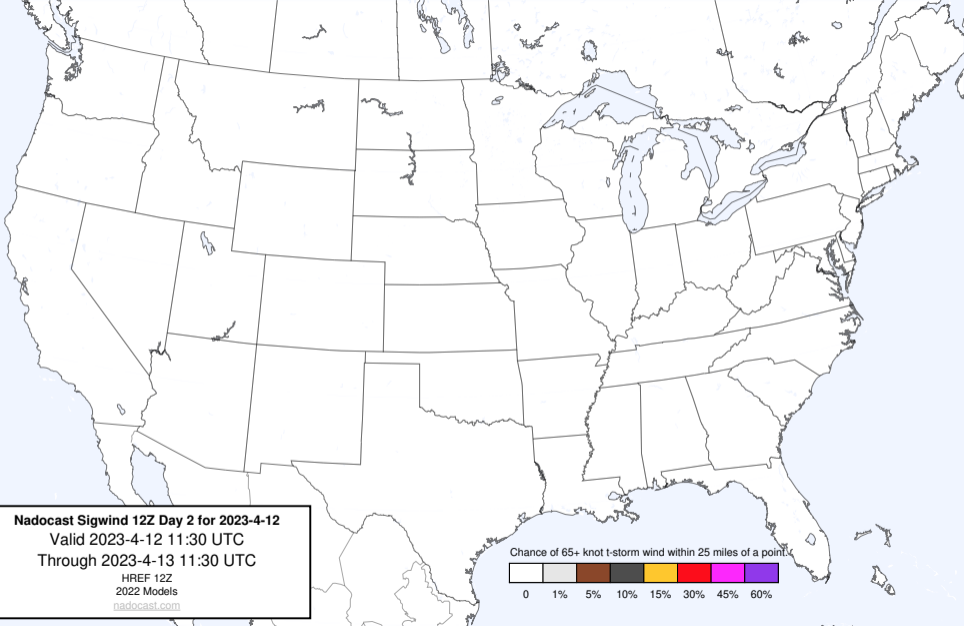 Nadocast Sigwind 12Z Day 2 for 2023-4-12
Valid 2023-4-12 11:30 UTC
Through 2023-4-13 11:30 UTC
HREF 12Z
2022 Models
nadocast.com
Chance of 65+ knot t-storm wind within 25 miles of a point.
0 1% 5% 10% 15% 30% 45% 60%